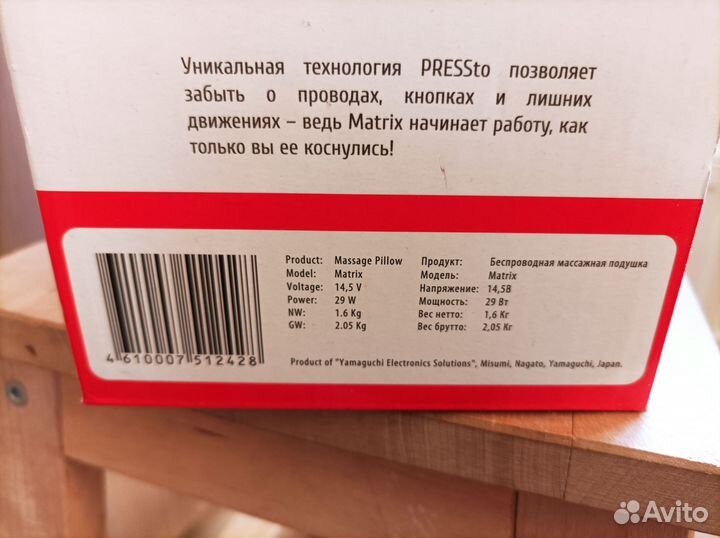 Уникальная технология PRESSto позволяет
забыть о проводах, кнопках и лишних
движениях – ведь Matrix начинает работу, как
только вы ее коснулись!
Product: Massage Pillow
Model: Matrix
Voltage: 14,5 V
Power: 29 W
NW: 1.6 Kg
GW: 2.05 Kg
Продукт: Беспроводная массажная подушка
Модель: Matrix
Напряжение: 14,5В
Мощность: 29 Вт
Вес нетто: 1,6 Кг
Вес брутто: 2,05 Кг
4 610007 512428
Product of "Yamaguchi Electronics Solutions", Misumi, Nagato, Yamaguchi, Japan.
Avito